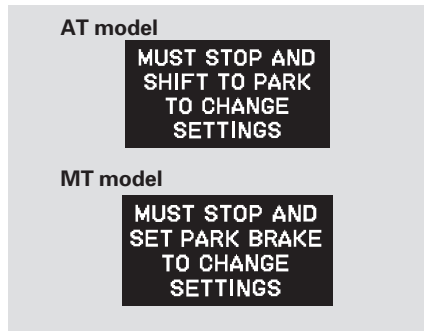 AT model
MUST STOP AND
SHIFT TO PARK
TO CHANGE
SETTINGS
MT model
MUST STOP AND
SET PARK BRAKE
TO CHANGE
SETTINGS